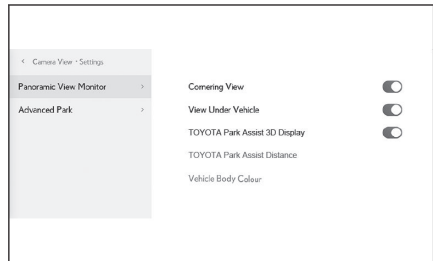 Camera View・Settings
Panoramic View Monitor
Advanced Park
Cornering View
View Under Vehicle
TOYOTA Park Assist 3D Display
TOYOTA Park Assist Distance
Vehicle Body Colour